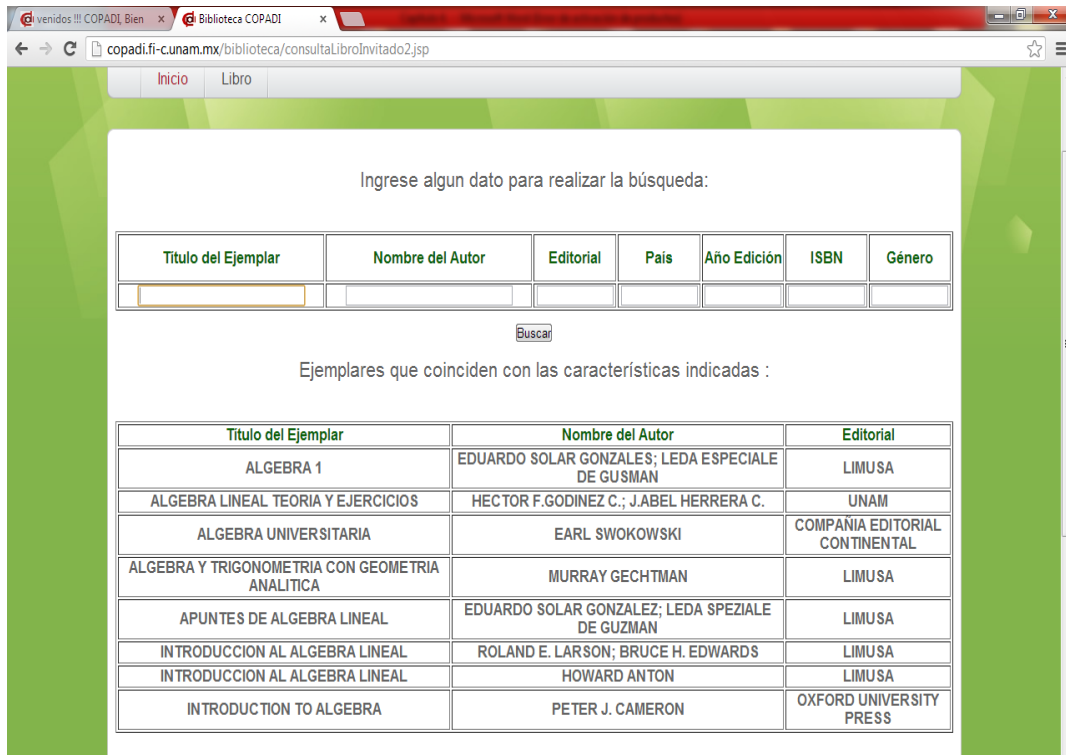 di venidos !!! COPADI, Bien
Biblioteca COPADI
copadi.fi-c.unam.mx/biblioteca/consultaLibroInvitado2.jsp
Inicio Libro
Ingrese algun dato para realizar la búsqueda:
Título del Ejemplar Nombre del Autor Editorial País Año Edición ISBN Género
Buscar
Ejemplares que coinciden con las características indicadas :
Título del Ejemplar Nombre del Autor Editorial
ALGEBRA 1 EDUARDO SOLAR GONZALES; LEDA ESPECIALE DE GUSMAN LIMUSA
ALGEBRA LINEAL TEORIA Y EJERCICIOS HECTOR F.GODINEZ C.; J.ABEL HERRERA C. UNAM
ALGEBRA UNIVERSITARIA EARL SWOKOWSKI COMPAÑIA EDITORIAL CONTINENTAL
ALGEBRA Y TRIGONOMETRIA CON GEOMETRIA ANALITICA MURRAY GECHTMAN LIMUSA
APUNTES DE ALGEBRA LINEAL EDUARDO SOLAR GONZALEZ; LEDA SPEZIALE DE GUZMAN LIMUSA
INTRODUCCION AL ALGEBRA LINEAL ROLAND E. LARSON; BRUCE H. EDWARDS LIMUSA
INTRODUCCION AL ALGEBRA LINEAL HOWARD ANTON LIMUSA
INTRODUCTION TO ALGEBRA PETER J. CAMERON OXFORD UNIVERSITY PRESS